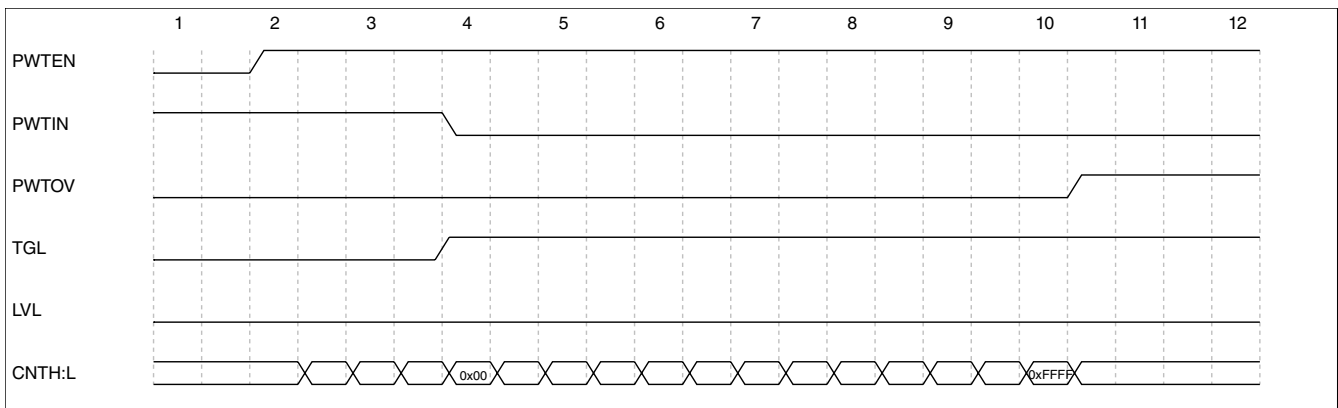 1 2 3 4 5 6 7 8 9 10 11 12
PWTEN
PWTIN
PWTOV
TGL
LVL
CNTH:L 0x00 0xFFFF